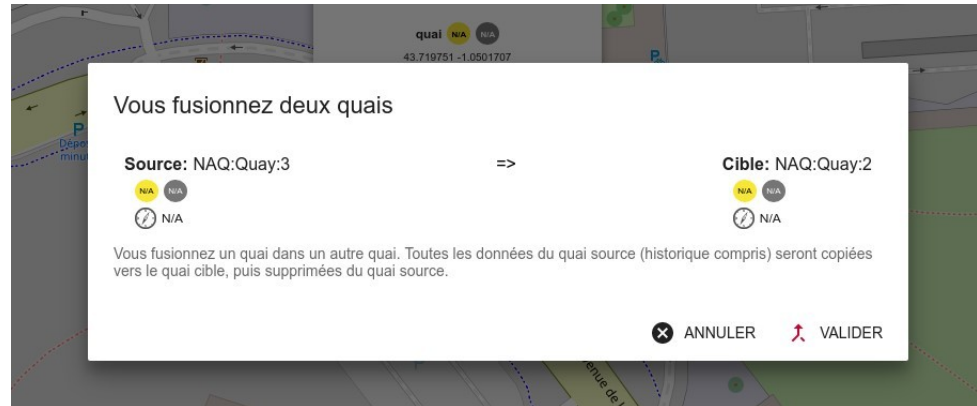 quai N/A N/A
43.719751 -1.0501707
P
P
Dépose
minut
Vous fusionnez deux quais
Source: NAQ:Quay:3 => Cible: NAQ:Quay:2
N/A N/A N/A N/A
N/A N/A
Vous fusionnez un quai dans un autre quai. Toutes les données du quai source (historique compris) seront copiées
vers le quai cible, puis supprimées du quai source.
ANNULER VALIDER